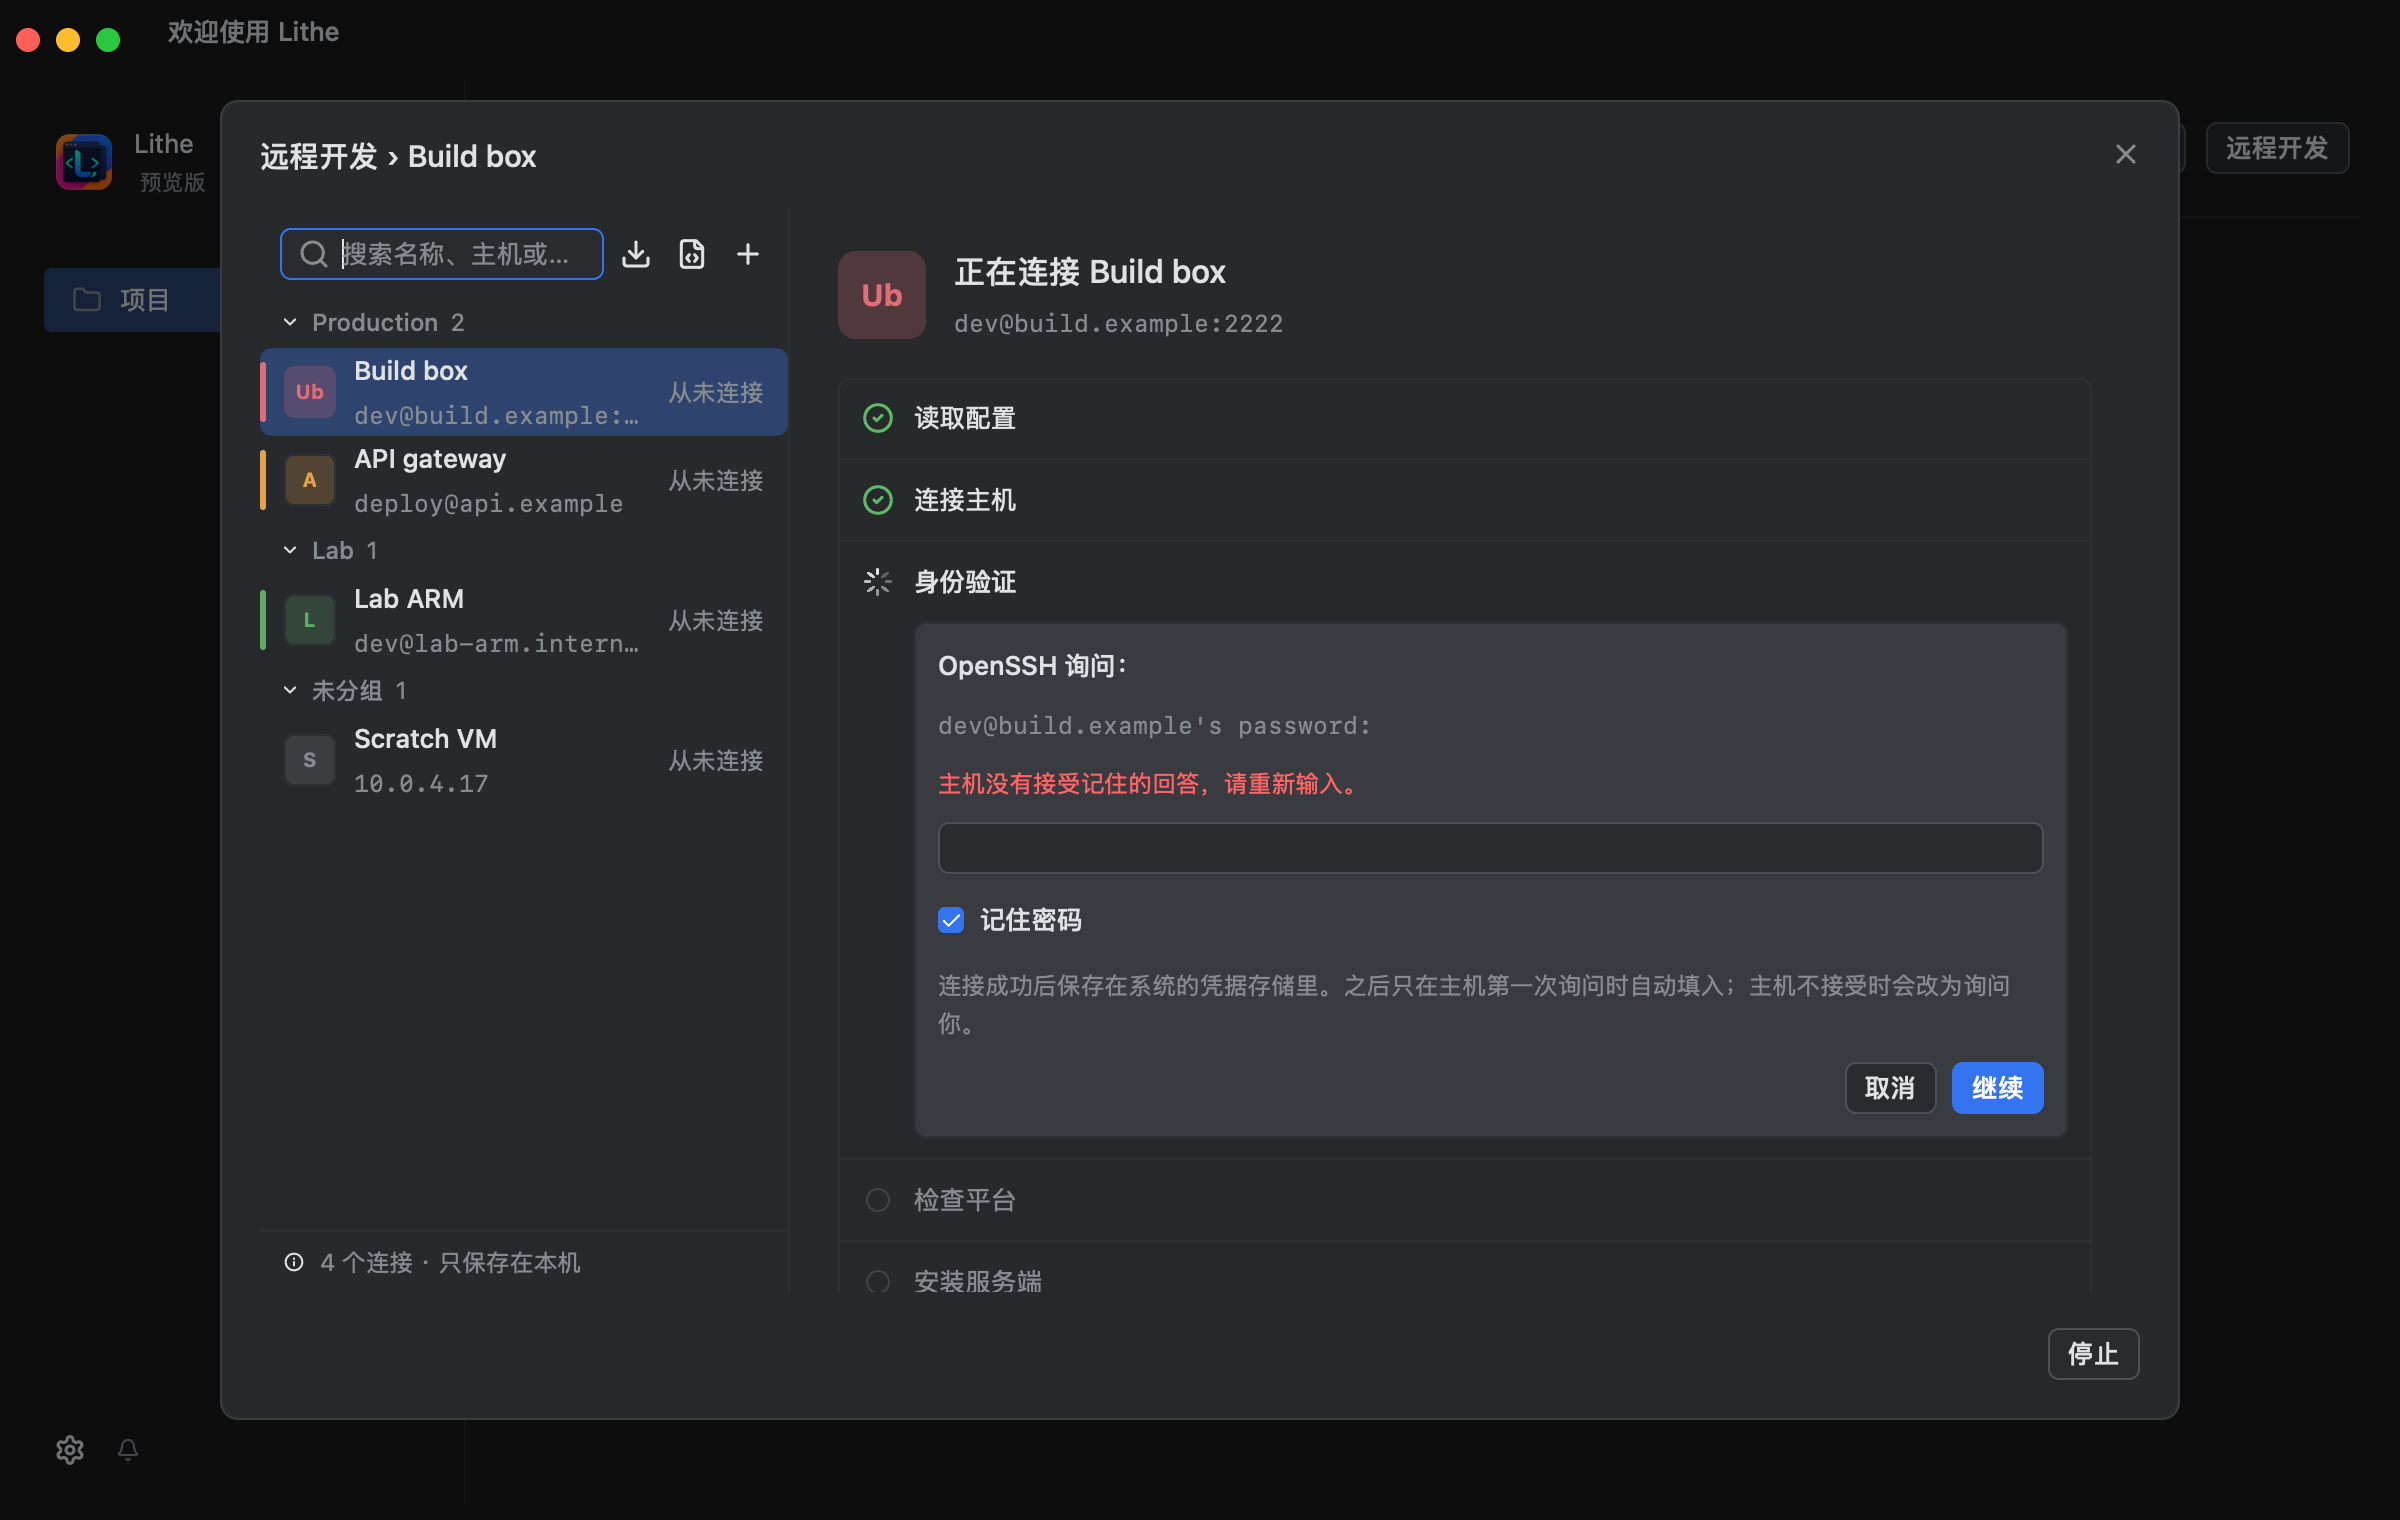 欢迎使用 Lithe
Lithe
预览版
远程开发
项目
远程开发 › Build box
搜索名称、主机或...
Production 2
Ub
Build box
dev@build.example:…
从未连接
A
API gateway
deploy@api.example
从未连接
Lab 1
L
Lab ARM
dev@lab-arm.intern…
从未连接
未分组 1
S
Scratch VM
10.0.4.17
从未连接
4 个连接 · 只保存在本机
Ub
正在连接 Build box
dev@build.example:2222
读取配置
连接主机
身份验证
OpenSSH 询问：
dev@build.example's password:
主机没有接受记住的回答，请重新输入。
记住密码
连接成功后保存在系统的凭据存储里。之后只在主机第一次询问时自动填入；主机不接受时会改为询问
你。
取消
继续
检查平台
安装服务端
停止